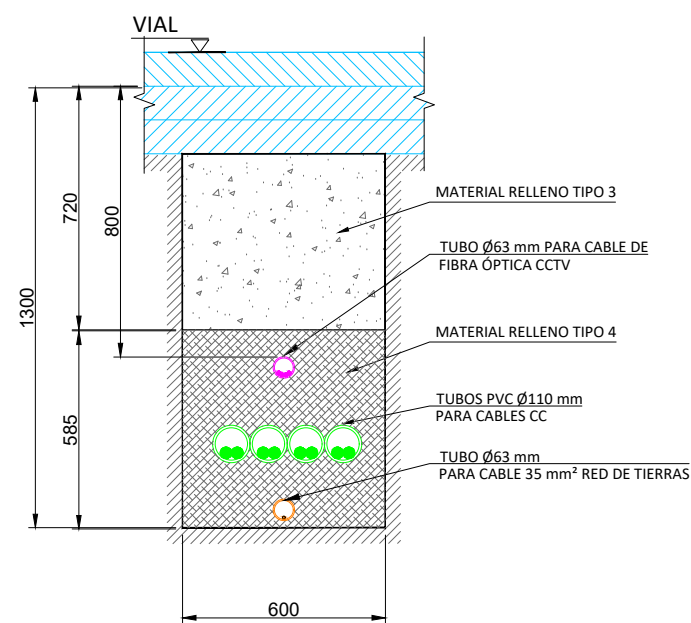 VIAL
720
800
1300
585
600
MATERIAL RELLENO TIPO 3
TUBO Ø63 mm PARA CABLE DE
FIBRA ÓPTICA CCTV
MATERIAL RELLENO TIPO 4
TUBOS PVC Ø110 mm
PARA CABLES CC
TUBO Ø63 mm
PARA CABLE 35 mm² RED DE TIERRAS